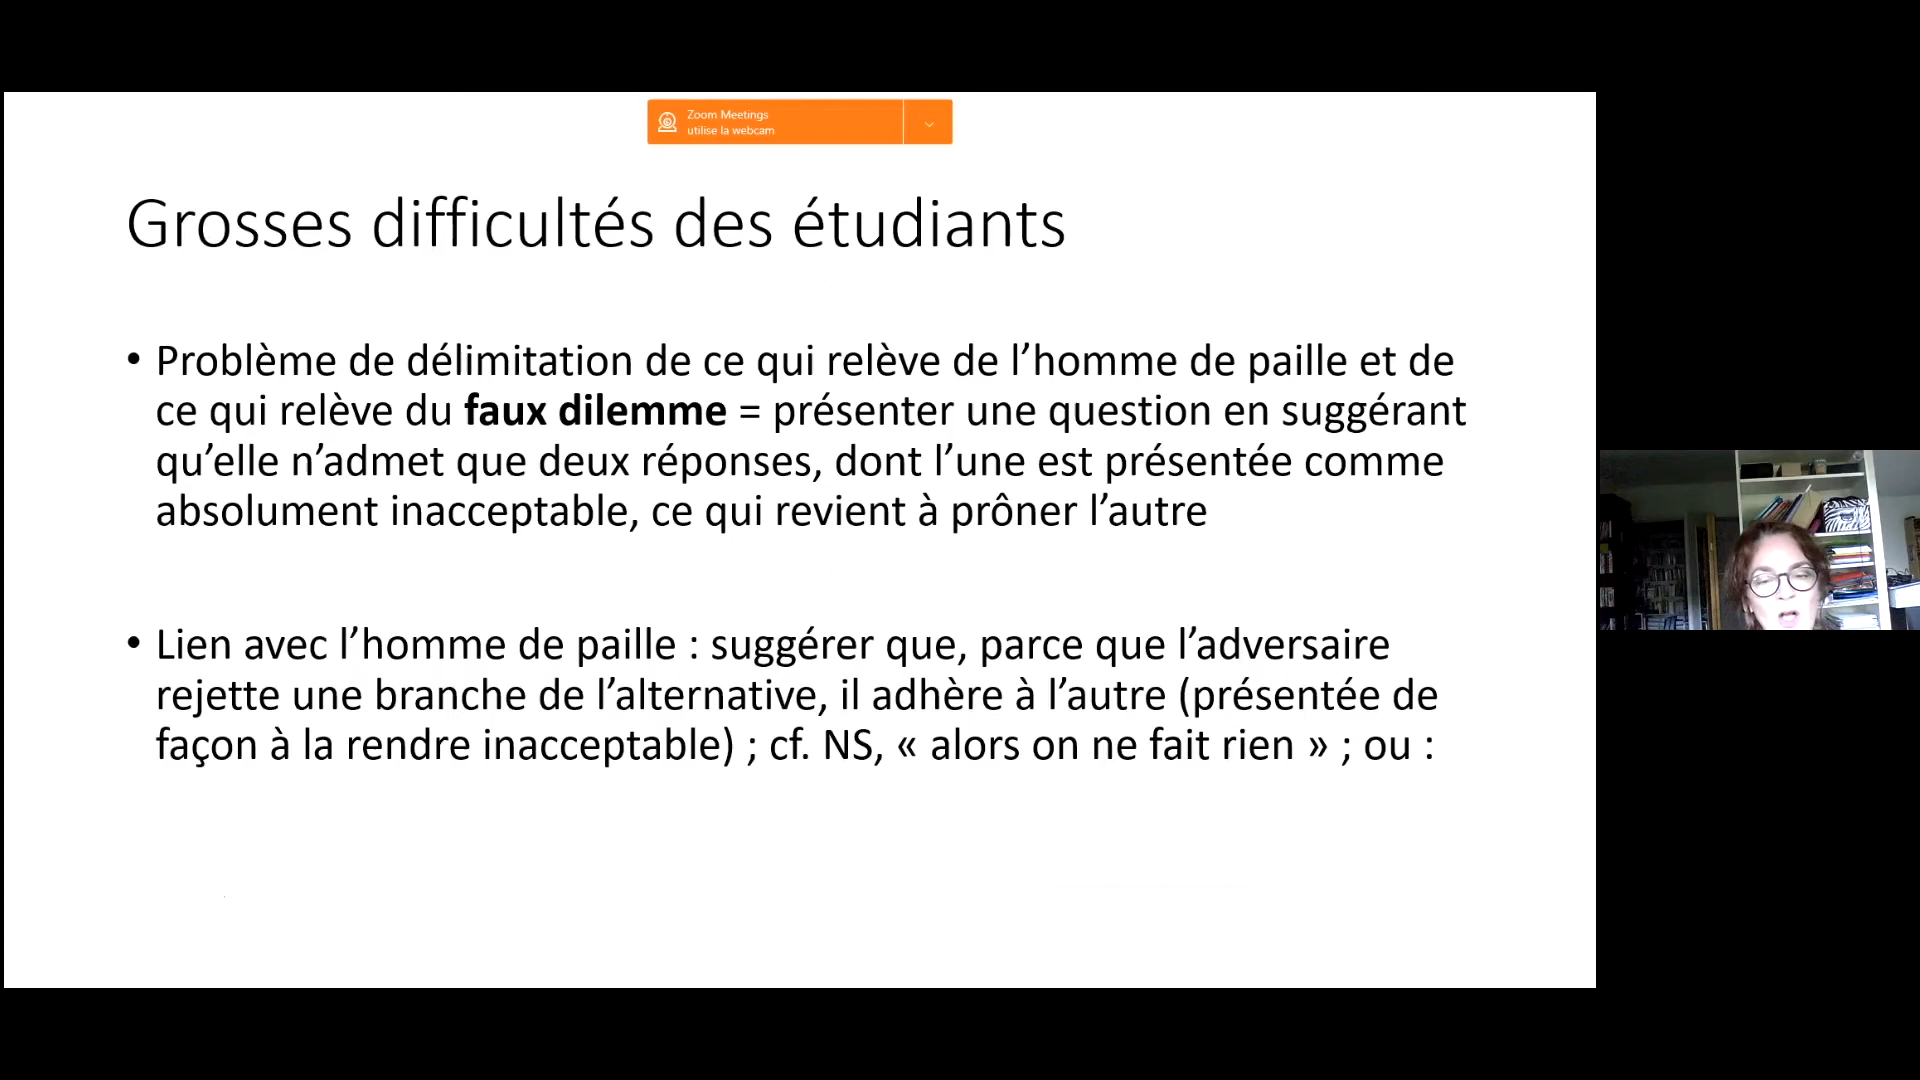 Zoom Meetings
utilise la webcam
Grosses difficultés des étudiants
• Problème de délimitation de ce qui relève de l’homme de paille et de
ce qui relève du faux dilemme = présenter une question en suggérant
qu’elle n’admet que deux réponses, dont l’une est présentée comme
absolument inacceptable, ce qui revient à prôner l’autre
• Lien avec l’homme de paille : suggérer que, parce que l’adversaire
rejette une branche de l’alternative, il adhère à l’autre (présentée de
façon à la rendre inacceptable) ; cf. NS, « alors on ne fait rien » ; ou :